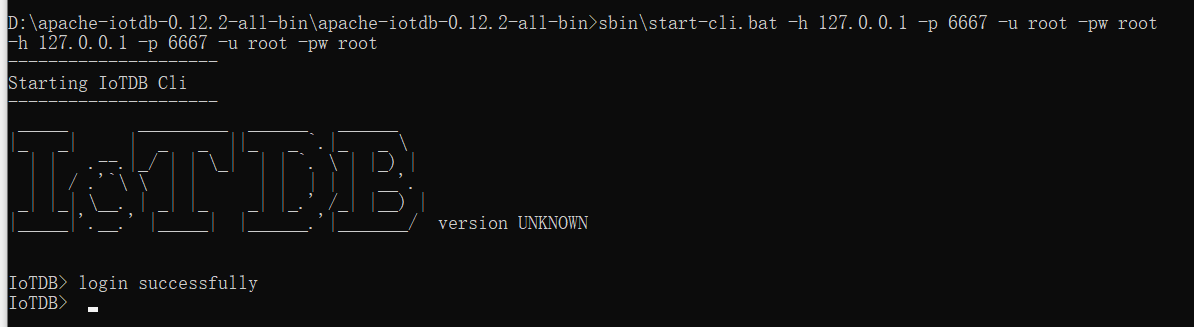 D:\apache-iotdb-0.12.2-all-bin\apache-iotdb-0.12.2-all-bin>sbin\start-cli.bat -h 127.0.0.1 -p 6667 -u root -pw root
-h 127.0.0.1 -p 6667 -u root -pw root
---------------------
Starting IoTDB Cli
---------------------
IoTDB version UNKNOWN
IoTDB> login successfully
IoTDB>